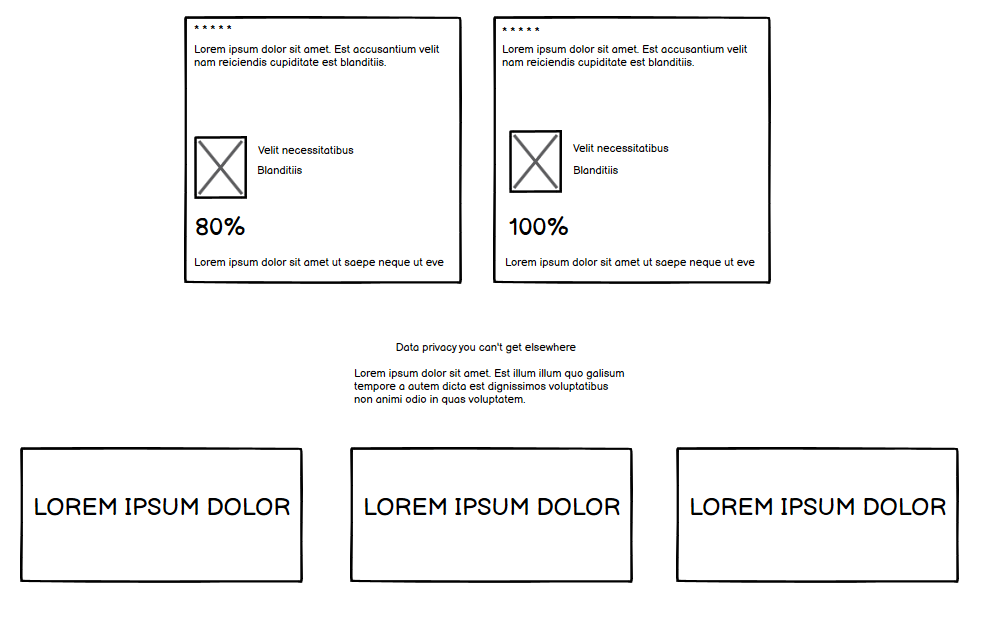 * * * * *
Lorem ipsum dolor sit amet. Est accusantium velit
nam reiciendis cupiditate est blanditiis.
Velit necessitatibus
Blanditiis
80%
Lorem ipsum dolor sit amet ut saepe neque ut eve
* * * * *
Lorem ipsum dolor sit amet. Est accusantium velit
nam reiciendis cupiditate est blanditiis.
Velit necessitatibus
Blanditiis
100%
Lorem ipsum dolor sit amet ut saepe neque ut eve
Data privacy you can't get elsewhere
Lorem ipsum dolor sit amet. Est illum illum quo galisum
tempore a autem dicta est dignissimos voluptatibus
non animi odio in quas voluptatem.
LOREM IPSUM DOLOR
LOREM IPSUM DOLOR
LOREM IPSUM DOLOR